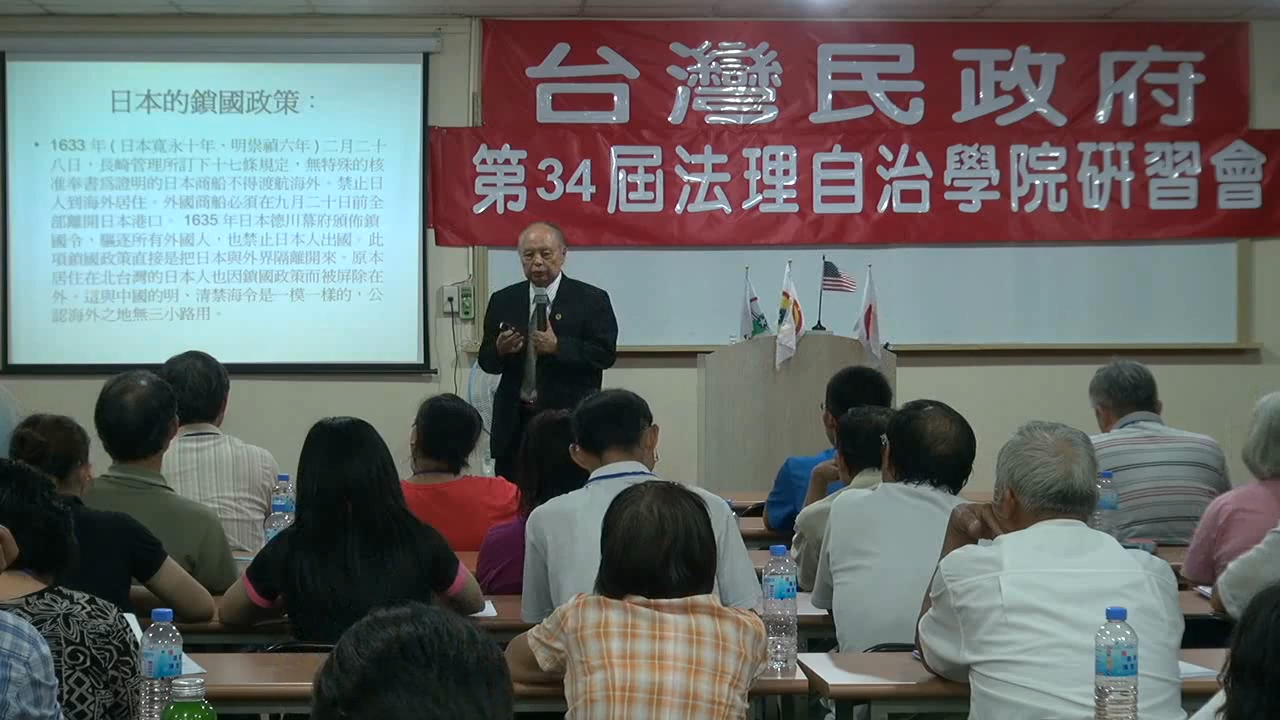 日本的鎖國政策：
• 1633 年 ( 日本寬永十年、明崇禎六年 ) 二月二十
八日，長崎管理所訂下十七條規定，無特殊的核
准奉書為證明的日本商船不得渡航海外。禁止日
人到海外居住。外國商船必須在九月二十日前全
部離開日本港口。 1635 年日本德川幕府頒佈鎖
國令，驅逐所有外國人，也禁止日本人出國。此
項鎖國政策直接是把日本與外界隔離開來。原本
居住在北台灣的日本人也因鎖國政策而被屏除在
外。這與中國的明、清禁海令是一模一樣的，公
認海外之地無三小路用。
台灣民政府
第34屆法理自治學院研習會